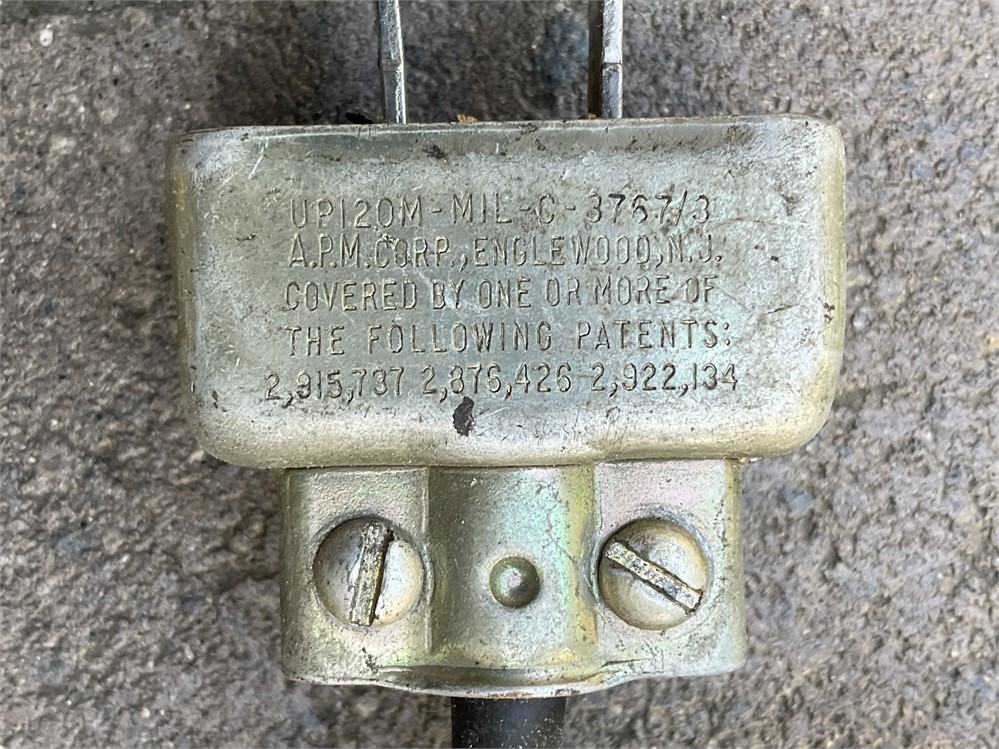 UP120M-MIL-C-3767/3
A.P.M. CORP., ENGLEWOOD, N.J.
COVERED BY ONE OR MORE OF
THE FOLLOWING PATENTS:
2,915,737 2,876,426 2,922,134